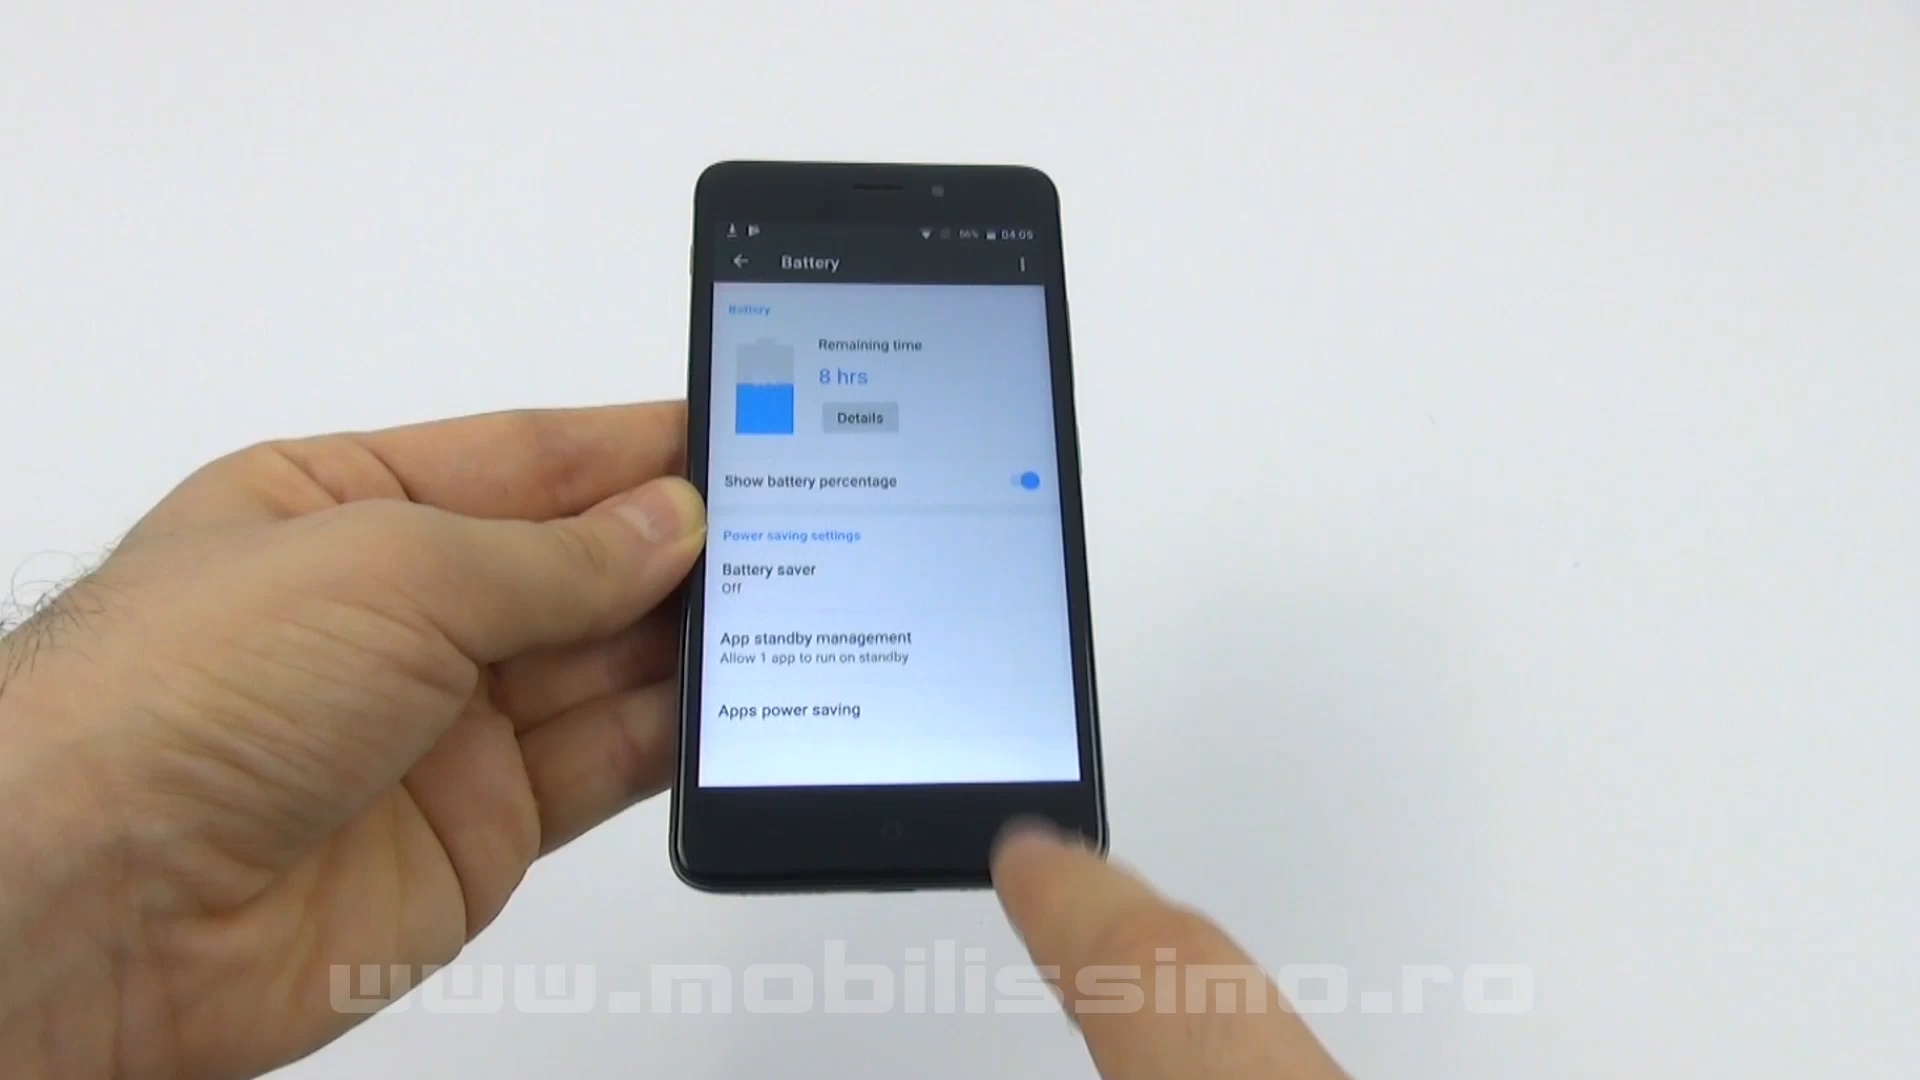 56% 04:05
Battery
Battery
Remaining time
8 hrs
Details
Show battery percentage
Power saving settings
Battery saver
Off
App standby management
Allow 1 app to run on standby
Apps power saving
www.mobilissimo.ro